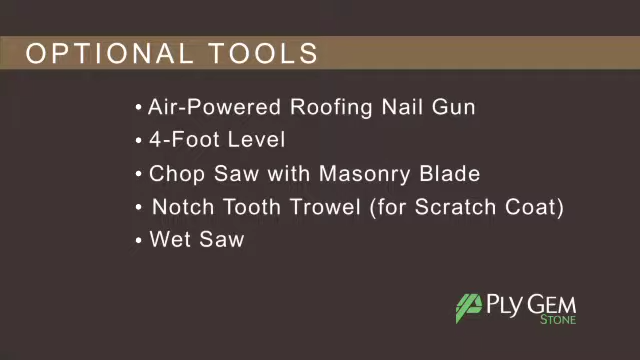 OPTIONAL TOOLS
• Air-Powered Roofing Nail Gun
• 4-Foot Level
• Chop Saw with Masonry Blade
• Notch Tooth Trowel (for Scratch Coat)
• Wet Saw
PLY GEM
STONE